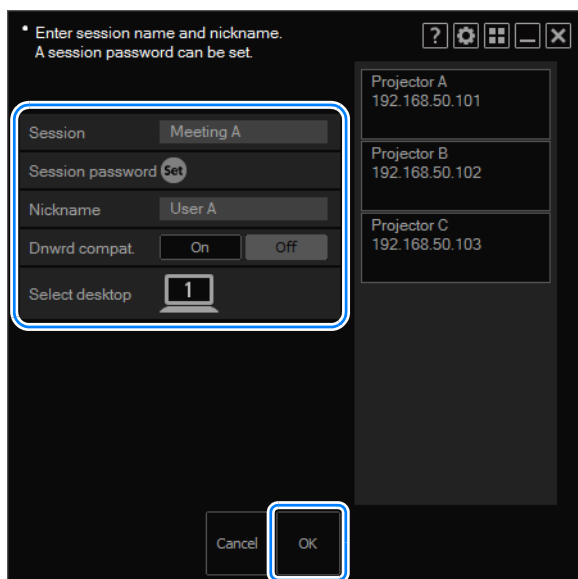 * Enter session name and nickname.
A session password can be set.
?
Projector A
192.168.50.101
Session Meeting A
Session password Set
Nickname User A
Dnwrd compat. On Off
Select desktop 1
Projector B
192.168.50.102
Projector C
192.168.50.103
Cancel OK